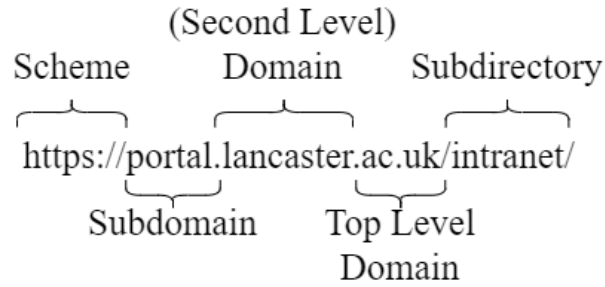 (Second Level)
Scheme Domain Subdirectory
https://portal.lancaster.ac.uk/intranet/
Subdomain Top Level
Domain